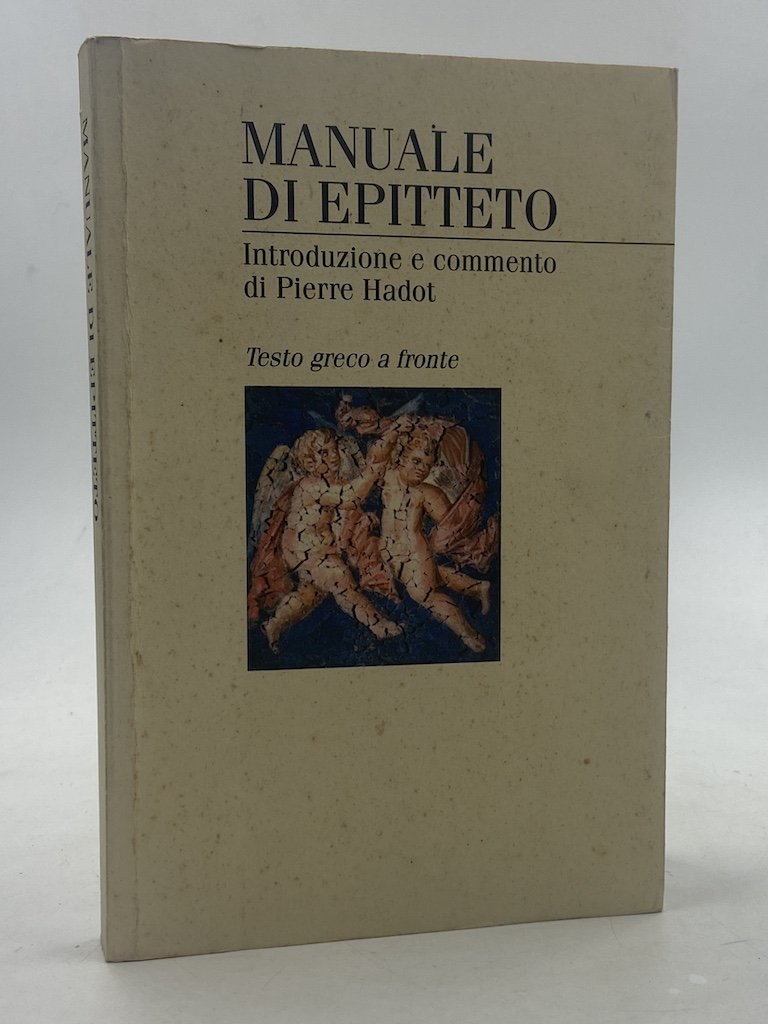 MANUALE
DI EPITTETO
Introduzione e commento
di Pierre Hadot
Testo greco a fronte
MANUALE DI EPITTETO